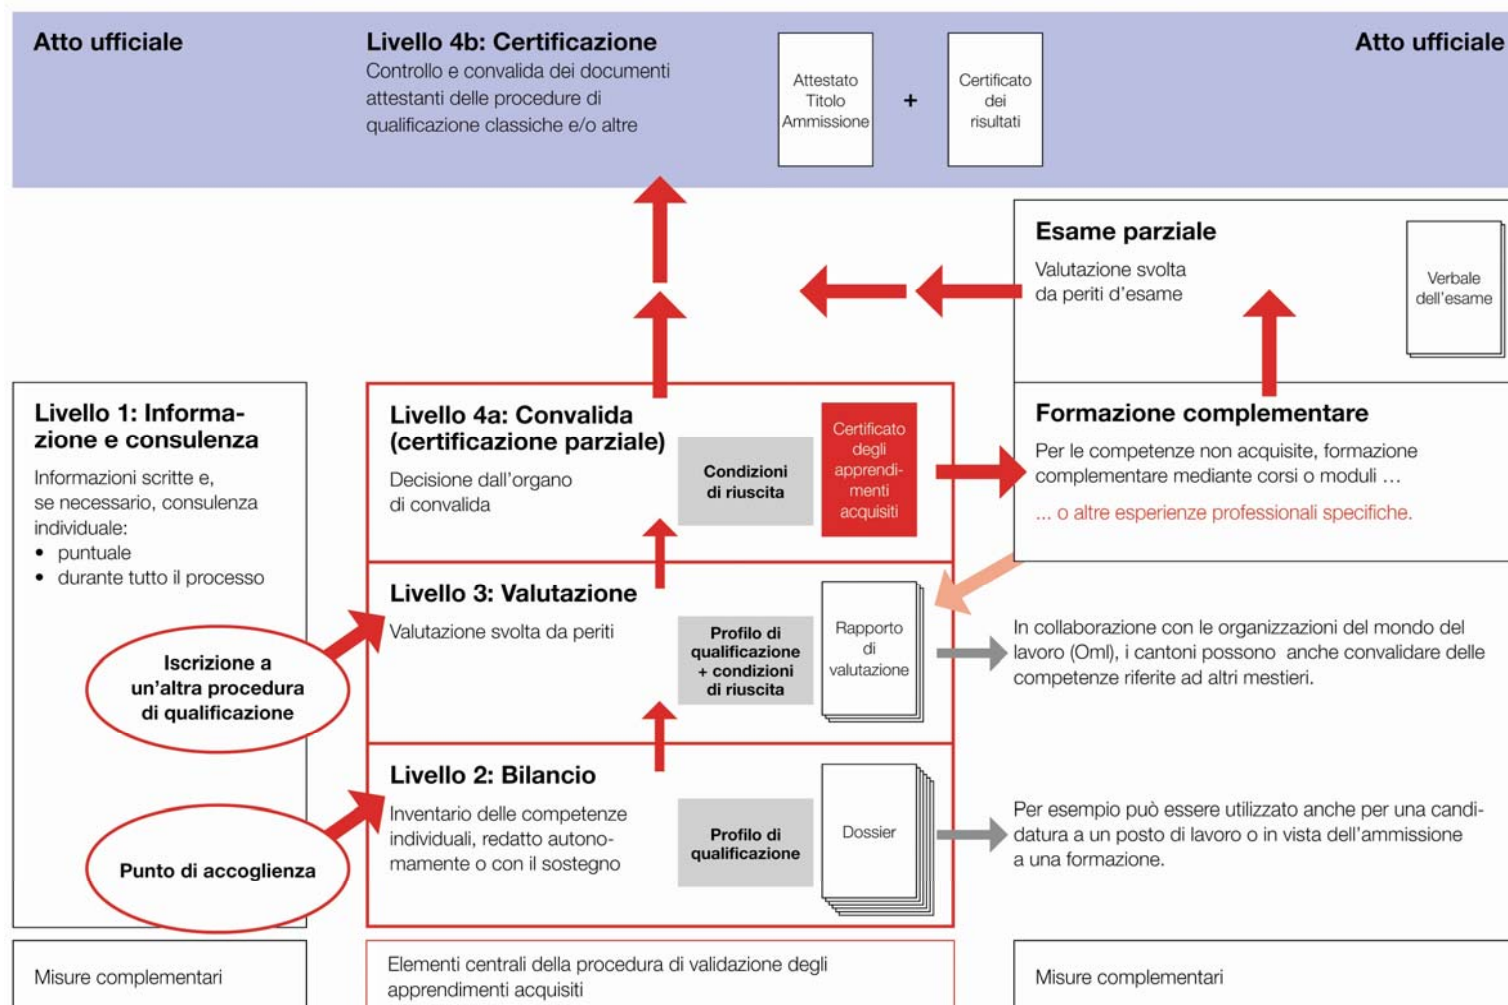 Atto ufficiale
Livello 4b: Certificazione
Controllo e convalida dei documenti
attestanti delle procedure di
qualificazione classiche e/o altre
Attestato
Titolo
Ammissione
+
Certificato
dei
risultati
Atto ufficiale
Esame parziale
Valutazione svolta
da periti d'esame
Verbale
dell'esame
Livello 1: Informa-
zione e consulenza
Informazioni scritte e,
se necessario, consulenza
individuale:
• puntuale
• durante tutto il processo
Iscrizione a
un'altra procedura
di qualificazione
Punto di accoglienza
Livello 4a: Convalida
(certificazione parziale)
Decisione dall'organo
di convalida
Condizioni
di riuscita
Certificato
degli
apprendi-
menti
acquisiti
Formazione complementare
Per le competenze non acquisite, formazione
complementare mediante corsi o moduli …
... o altre esperienze professionali specifiche.
Livello 3: Valutazione
Valutazione svolta da periti
Profilo di
qualificazione
+ condizioni
di riuscita
Rapporto
di
valutazione
In collaborazione con le organizzazioni del mondo del
lavoro (Oml), i cantoni possono anche convalidare delle
competenze riferite ad altri mestieri.
Livello 2: Bilancio
Inventario delle competenze
individuali, redatto autono-
mamente o con il sostegno
Profilo di
qualificazione
Dossier
Per esempio può essere utilizzato anche per una candi-
datura a un posto di lavoro o in vista dell'ammissione
a una formazione.
Misure complementari
Elementi centrali della procedura di validazione degli
apprendimenti acquisiti
Misure complementari